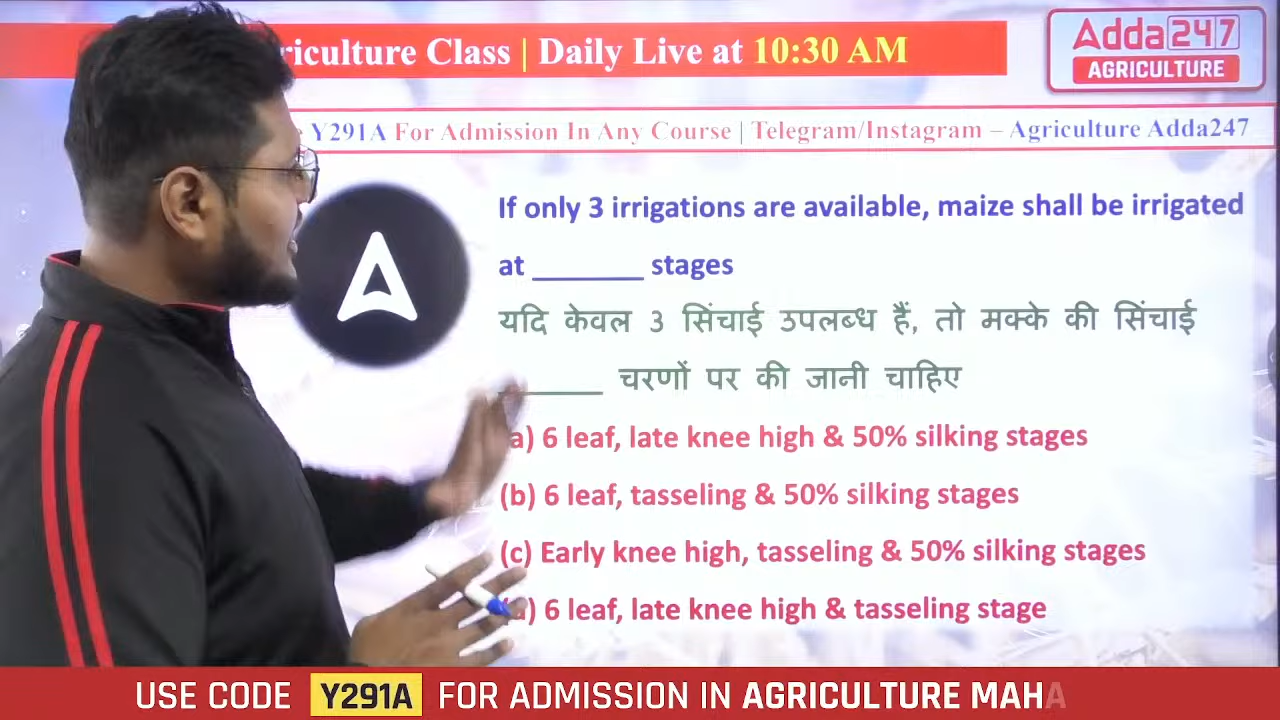 riculture Class | Daily Live at 10:30 AM
Adda247
AGRICULTURE
Y291A For Admission In Any Course | Telegram/Instagram – Agriculture Adda247
If only 3 irrigations are available, maize shall be irrigated
at _______ stages
यदि केवल 3 सिंचाई उपलब्ध हैं, तो मक्के की सिंचाई
______ चरणों पर की जानी चाहिए
a) 6 leaf, late knee high & 50% silking stages
(b) 6 leaf, tasseling & 50% silking stages
(c) Early knee high, tasseling & 50% silking stages
(d) 6 leaf, late knee high & tasseling stage
USE CODE Y291A FOR ADMISSION IN AGRICULTURE MAHA